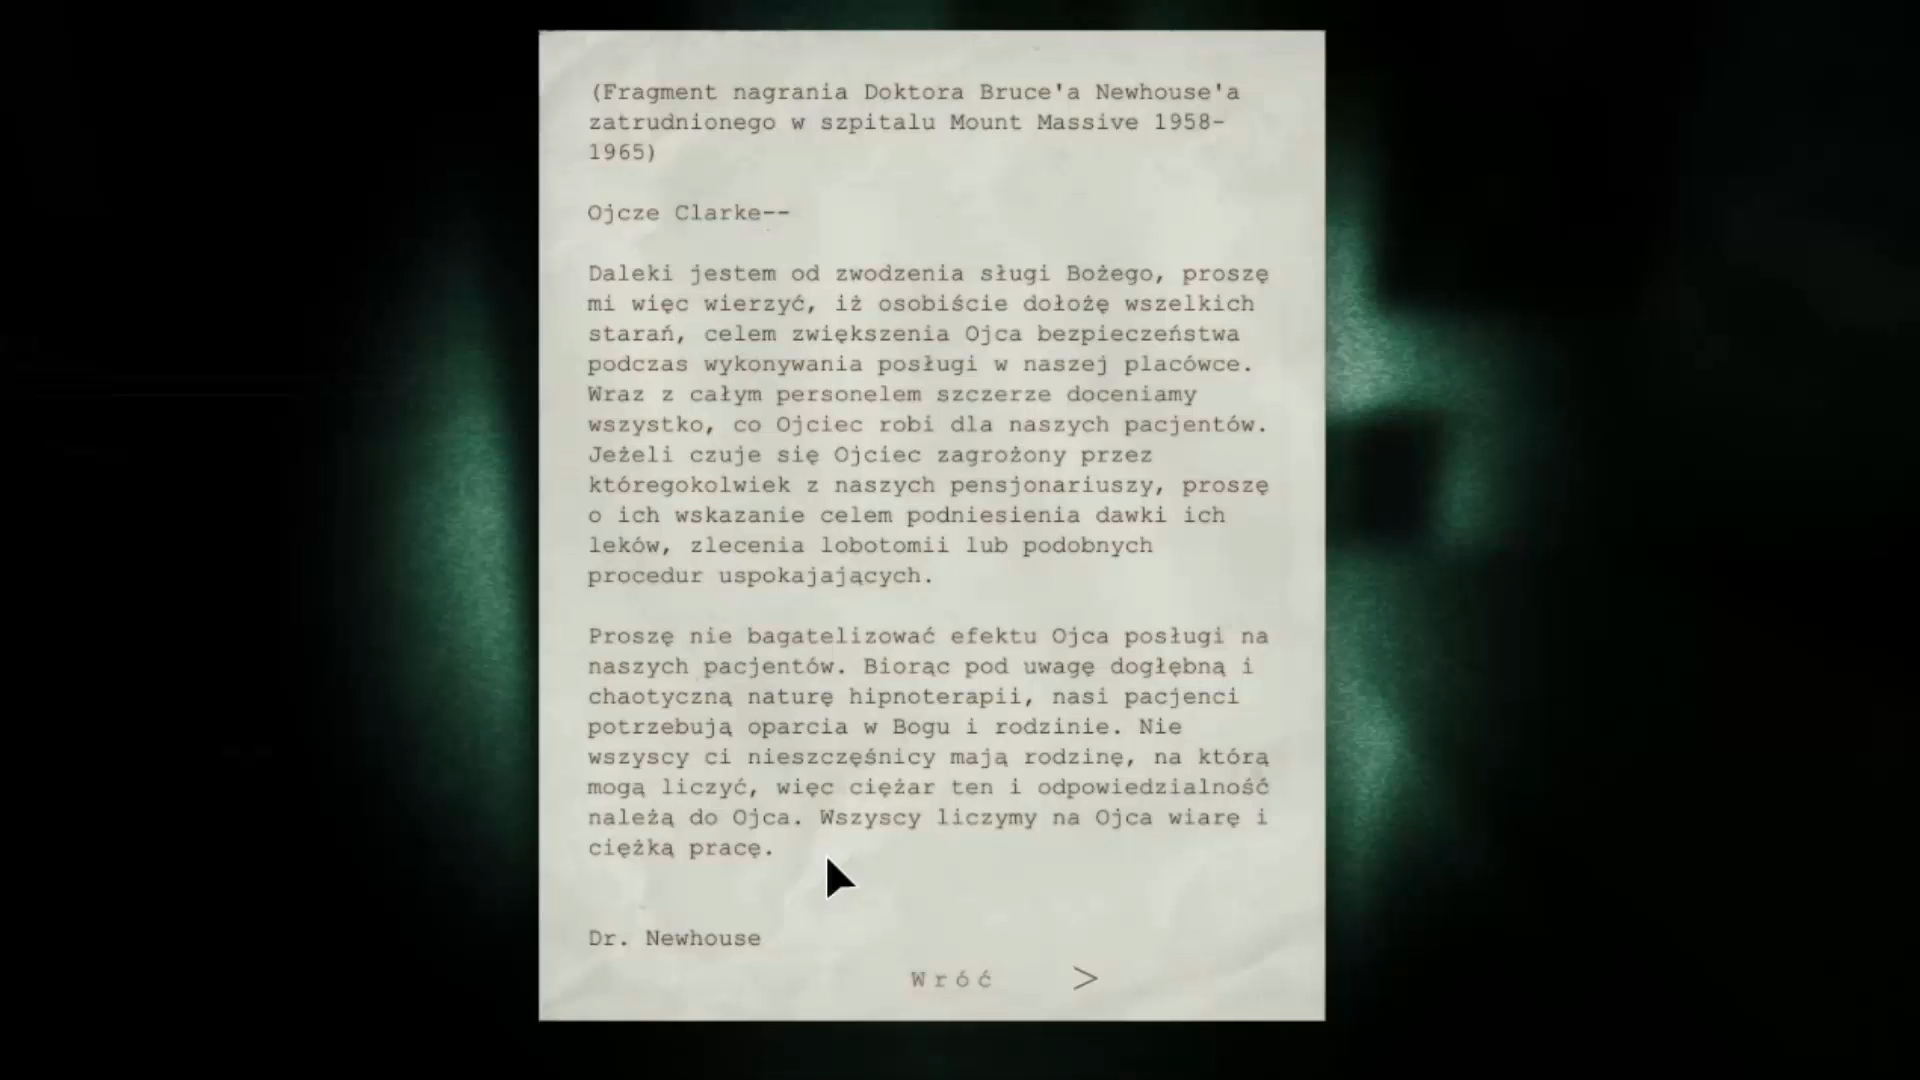 (Fragment nagrania Doktora Bruce'a Newhouse'a
zatrudnionego w szpitalu Mount Massive 1958-
1965)
Ojcze Clarke--
Daleki jestem od zwodzenia sługi Bożego, proszę
mi więc wierzyć, iż osobiście dołożę wszelkich
starań, celem zwiększenia Ojca bezpieczeństwa
podczas wykonywania posługi w naszej placówce.
Wraz z całym personelem szczerze doceniamy
wszystko, co Ojciec robi dla naszych pacjentów.
Jeżeli czuje się Ojciec zagrożony przez
któregokolwiek z naszych pensjonariuszy, proszę
o ich wskazanie celem podniesienia dawki ich
leków, zlecenia lobotomii lub podobnych
procedur uspokajających.
Proszę nie bagatelizować efektu Ojca posługi na
naszych pacjentów. Biorąc pod uwagę dogłębną i
chaotyczną naturę hipnoterapii, nasi pacjenci
potrzebują oparcia w Bogu i rodzinie. Nie
wszyscy ci nieszczęśnicy mają rodzinę, na którą
mogą liczyć, więc ciężar ten i odpowiedzialność
należą do Ojca. Wszyscy liczymy na Ojca wiarę i
ciężką pracę.
Dr. Newhouse
Wróć >